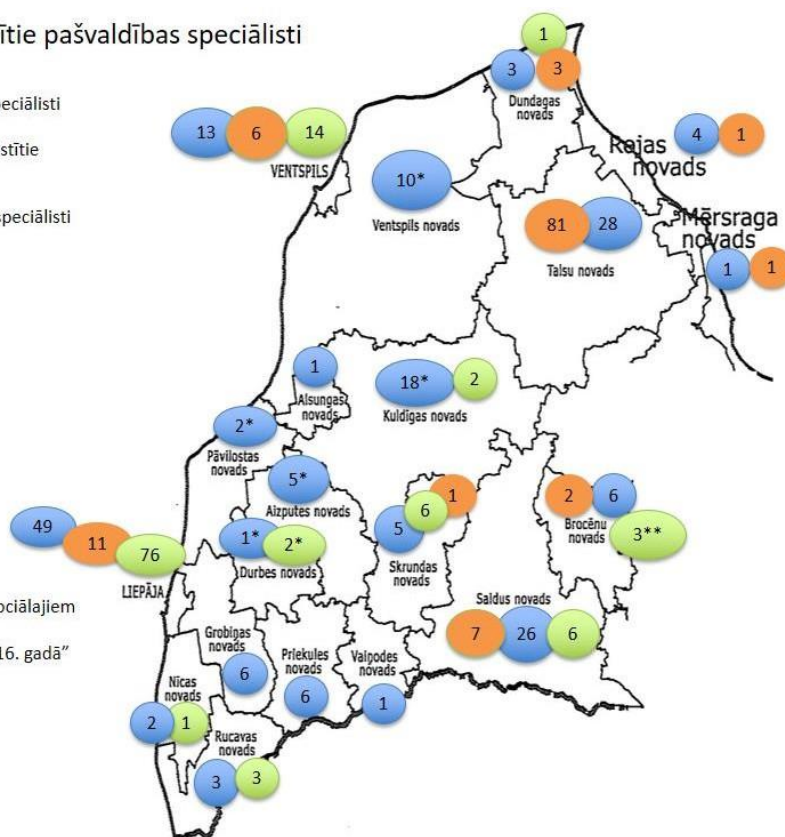 ītie pašvaldības speciālisti
eciālisti
stītie
speciālisti
1
3 3
Dundagas
novads
13 6 14
VENTSPILS
4 1
Rojas
novads
10*
Ventspils novads
81 28
Talsu novads
Mērsraga
novads
1 1
1
Alsungas
novads
18* 2
Kuldīgas novads
2*
Pāvilostas
novads
5*
Aizputes novads
1* 2*
Durbes novads
5 6 1
Skrundas
novads
2 6
Brocēnu
novads
3**
49 11 76
LIEPĀJA
Saldus novads
7 26 6
ociālajiem
16. gadā”
Grobiņas
novads
6
Priekules
novads
6
Vaiņodes
novads
1
Nīcas
novads
2 1
Rucavas
novads
3 3